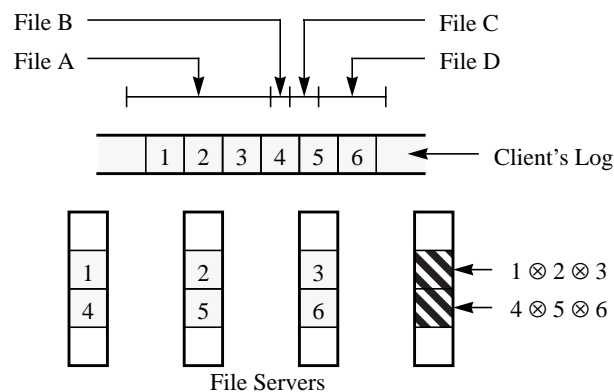 File B
File C
File A
File D
1 2 3 4 5 6
Client's Log
1 2 3
1 ⊗ 2 ⊗ 3
4 5 6
4 ⊗ 5 ⊗ 6
File Servers